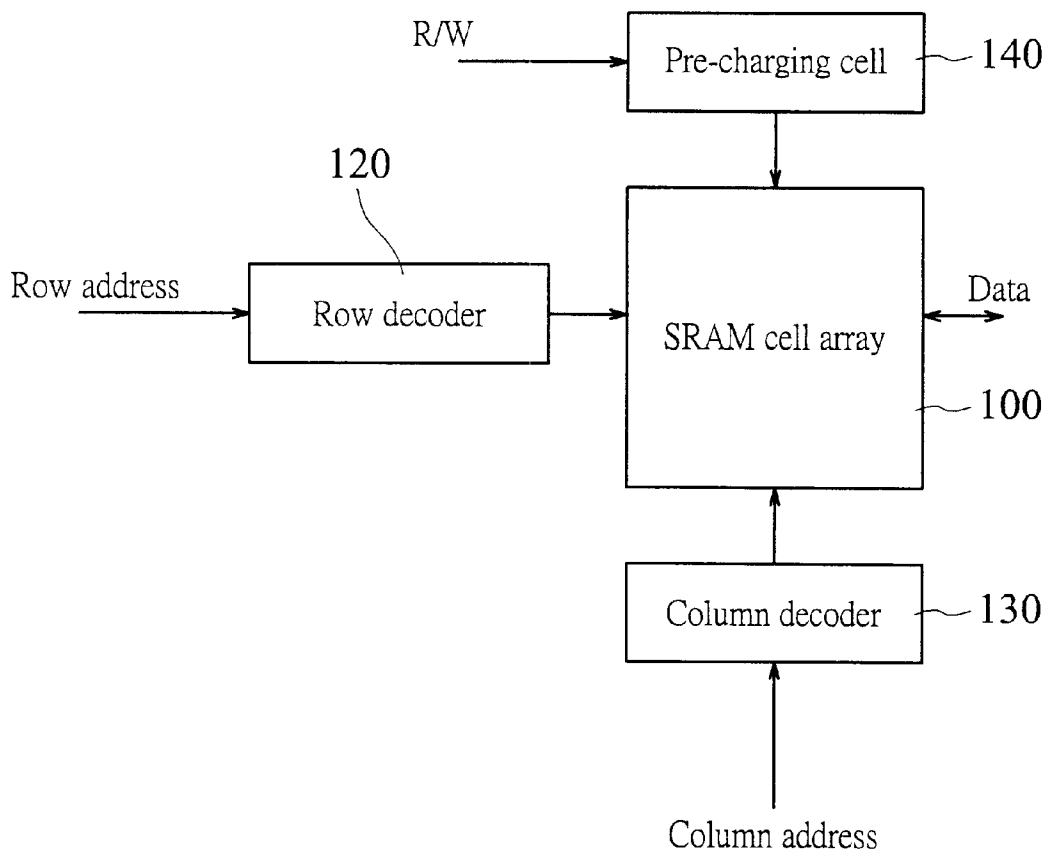 R/W
Pre-charging cell
140
120
Row address
Row decoder
SRAM cell array
Data
100
Column decoder
130
Column address